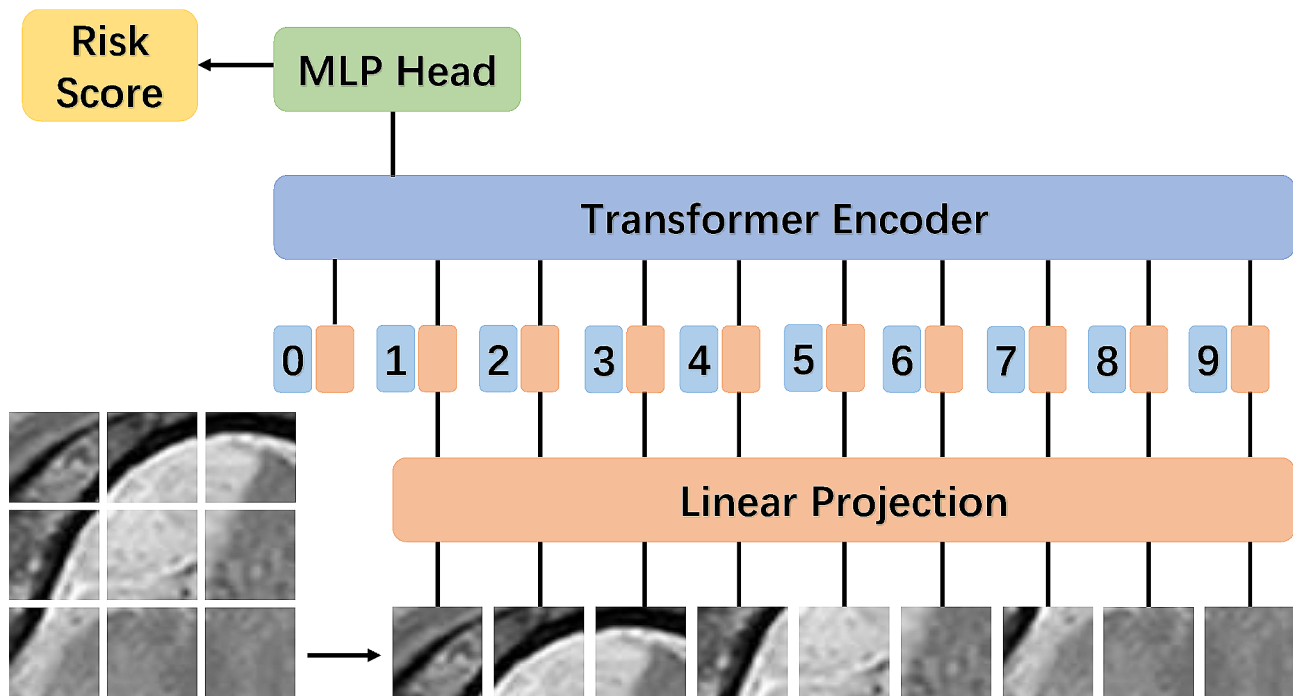 Risk
Score
MLP Head
Transformer Encoder
0 1 2 3 4 5 6 7 8 9
Linear Projection